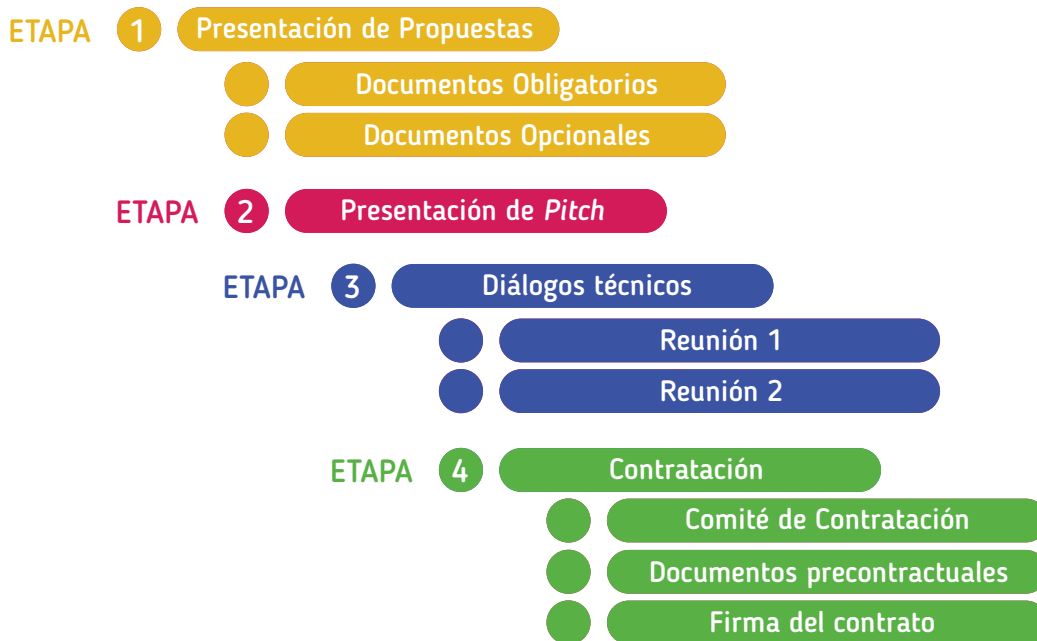 ETAPA 1 Presentación de Propuestas
Documentos Obligatorios
Documentos Opcionales
ETAPA 2 Presentación de Pitch
ETAPA 3 Diálogos técnicos
Reunión 1
Reunión 2
ETAPA 4 Contratación
Comité de Contratación
Documentos precontractuales
Firma del contrato